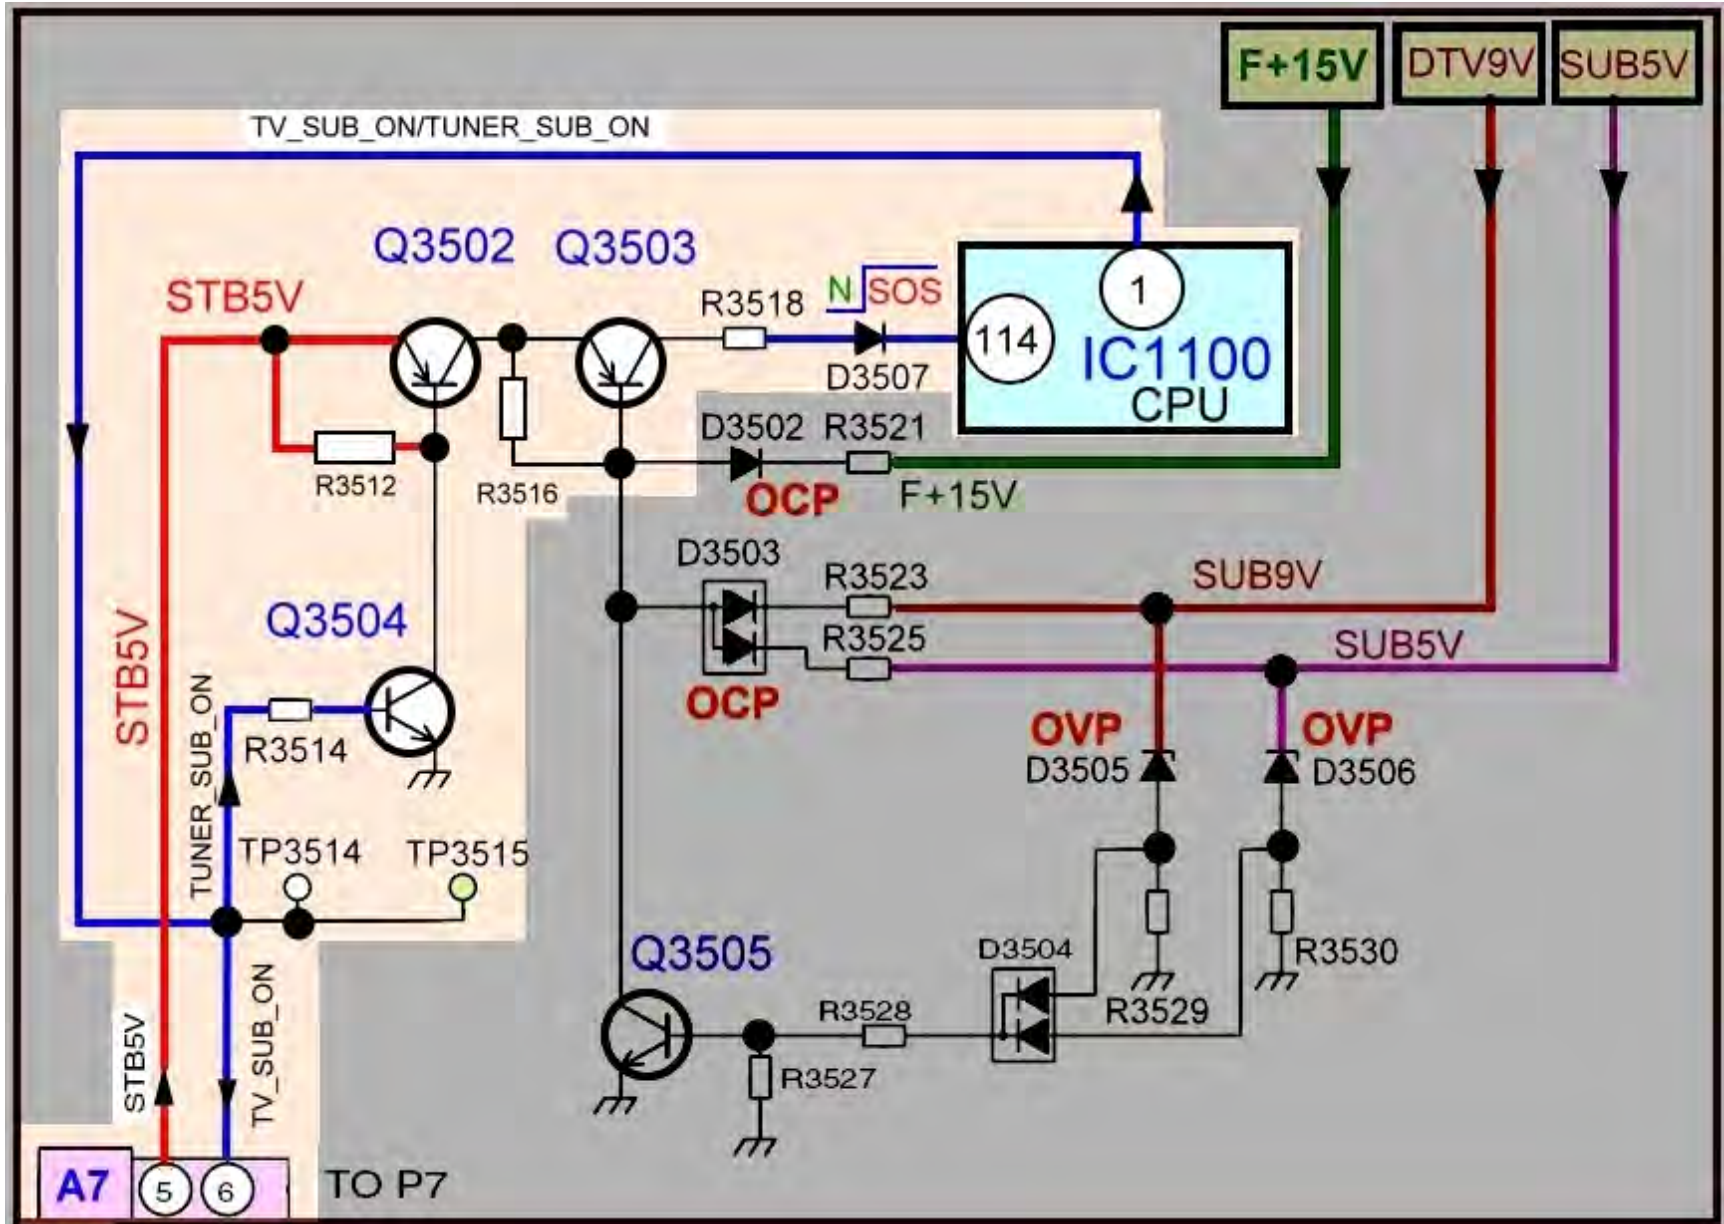 F+15V DTV9V SUB5V
TV_SUB_ON/TUNER_SUB_ON
Q3502 Q3503
STB5V
R3518
N SOS
1
114
IC1100
CPU
D3507
D3502 R3521
R3512
R3516
OCP
F+15V
D3503
R3523
SUB9V
Q3504
R3525
SUB5V
STB5V
OCP
TUNER_SUB_ON
R3514
OVP OVP
D3505 D3506
TP3514 TP3515
Q3505
D3504
R3530
R3528
R3529
STB5V
TV_SUB_ON
R3527
A7 5 6 TO P7